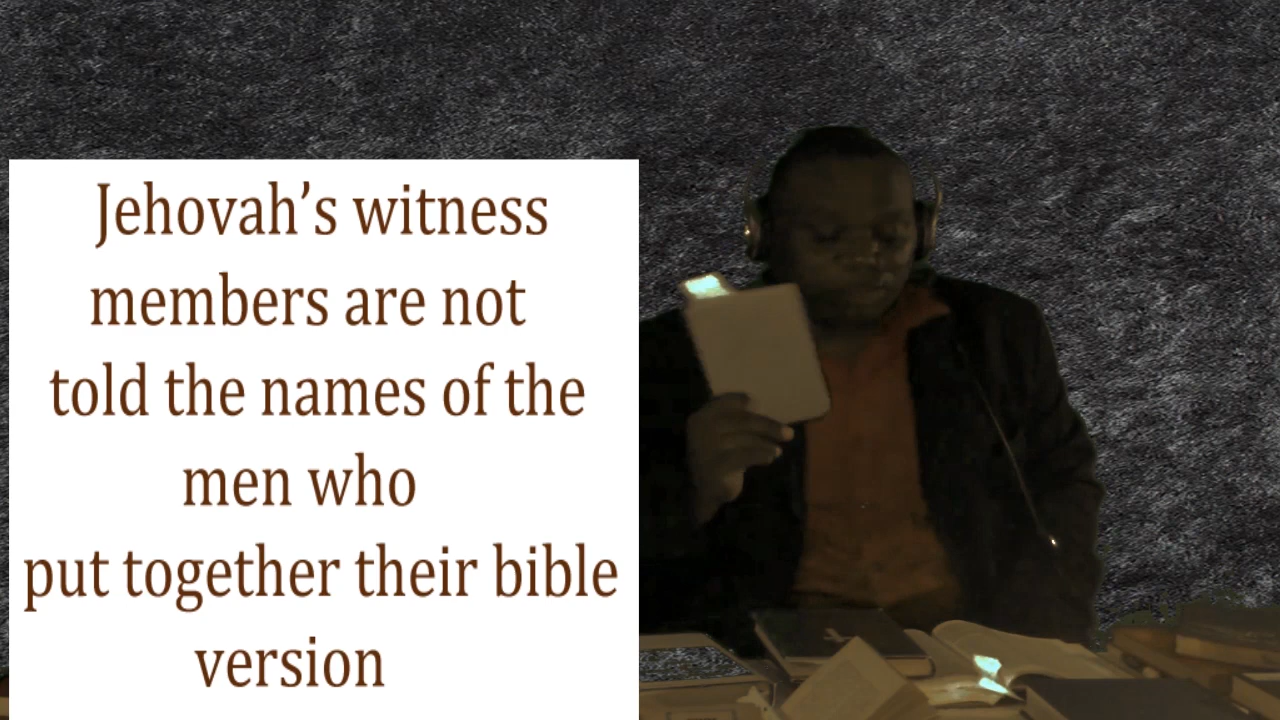 Jehovah’s witness
members are not
told the names of the
men who
put together their bible
version